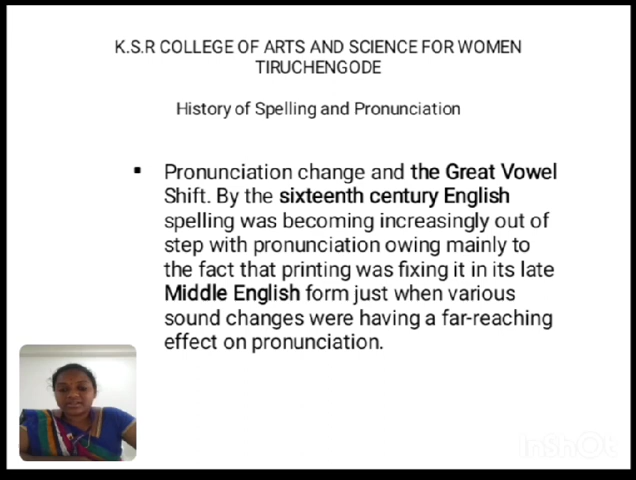 K.S.R COLLEGE OF ARTS AND SCIENCE FOR WOMEN
TIRUCHENGODE
History of Spelling and Pronunciation
▪ Pronunciation change and the Great Vowel
Shift. By the sixteenth century English
spelling was becoming increasingly out of
step with pronunciation owing mainly to
the fact that printing was fixing it in its late
Middle English form just when various
sound changes were having a far-reaching
effect on pronunciation.
InShOt